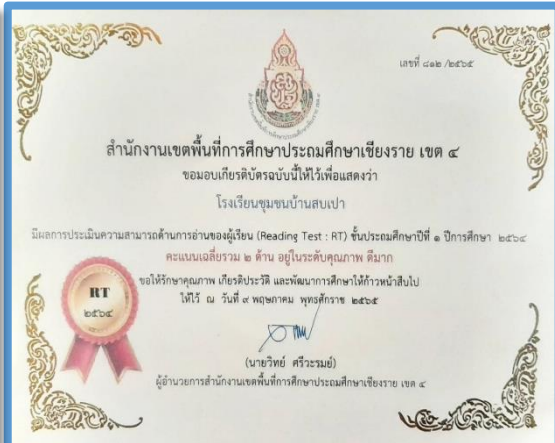 เลขที่ ๘๑๒ /๒๕๖๕
สำนักงานเขตพื้นที่การศึกษาประถมศึกษาเชียงราย เขต ๔
ขอมอบเกียรติบัตรฉบับนี้ให้ไว้เพื่อแสดงว่า
โรงเรียนชุมชนบ้านสบเปา
มีผลการประเมินความสามารถด้านการอ่านของผู้เรียน (Reading Test : RT) ชั้นประถมศึกษาปีที่ ๑ ปีการศึกษา ๒๕๖๔
คะแนนเฉลี่ยรวม ๒ ด้าน อยู่ในระดับคุณภาพ ดีมาก
ขอให้รักษาคุณภาพ เกียรติประวัติ และพัฒนาการศึกษาให้ก้าวหน้าสืบไป
ให้ไว้ ณ วันที่ ๙ พฤษภาคม พุทธศักราช ๒๕๖๕
RT
๒๕๖๔
(นายวิทย์ ศรีวะรมย์)
ผู้อำนวยการสำนักงานเขตพื้นที่การศึกษาประถมศึกษาเชียงราย เขต ๔